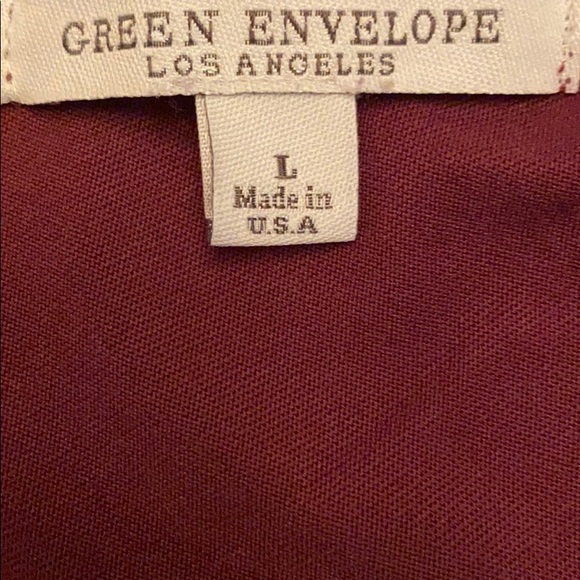 GREEN ENVELOPE
LOS ANGELES
L
Made in
U.S.A